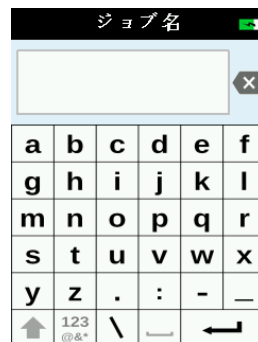 ジョブ名
a b c d e f
g h i j k l
m n o p q r
s t u v w x
y z . : - _
123 \
@&*